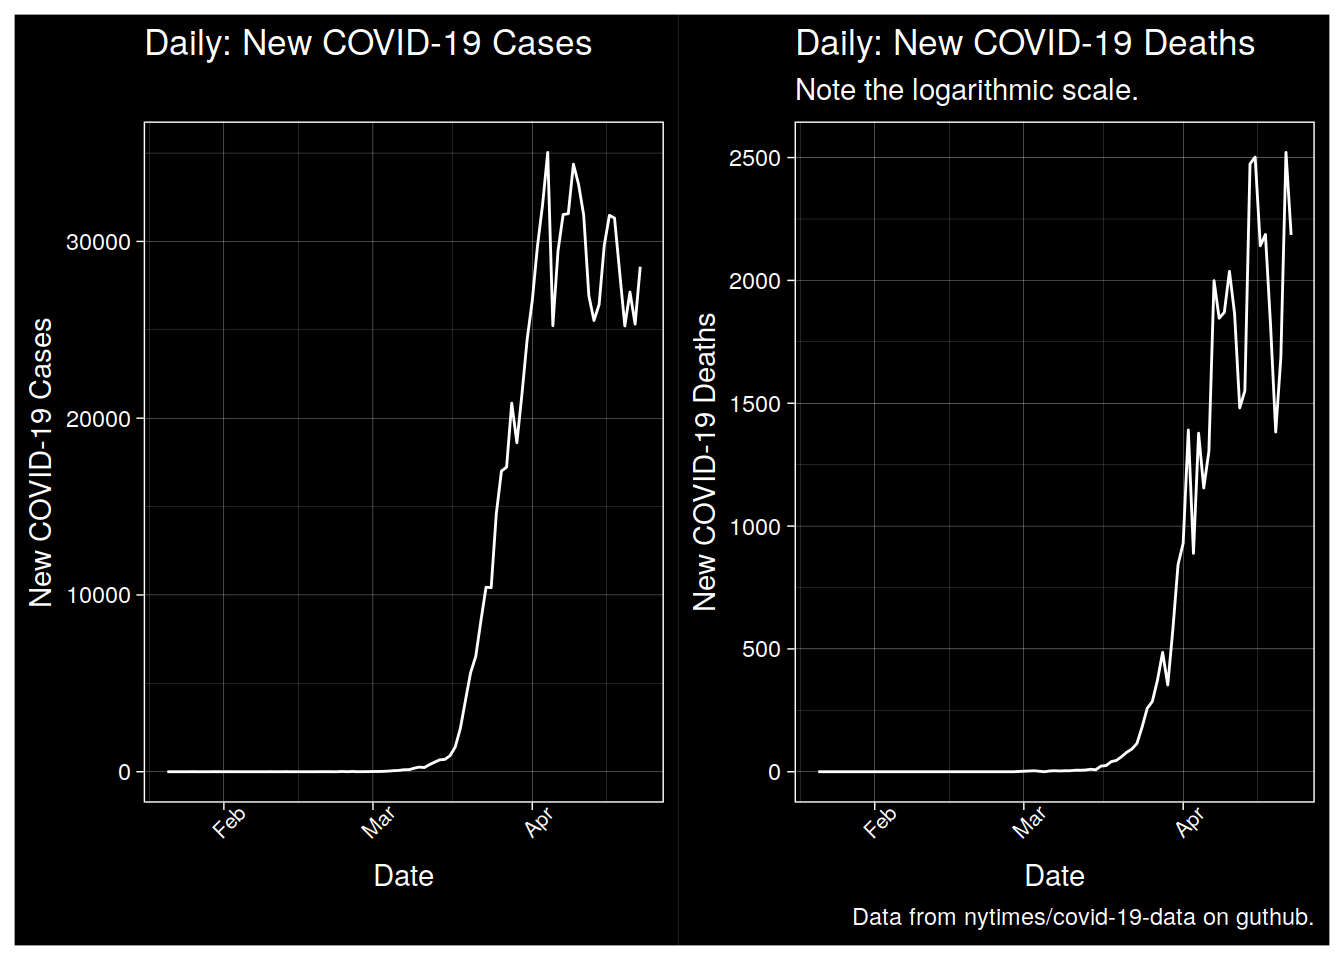 Daily: New COVID-19 Cases
New COVID-19 Cases
30000
20000
10000
0
Feb
Mar
Apr
Date
Daily: New COVID-19 Deaths
Note the logarithmic scale.
New COVID-19 Deaths
2500
2000
1500
1000
500
0
Feb
Mar
Apr
Date
Data from nytimes/covid-19-data on guthub.